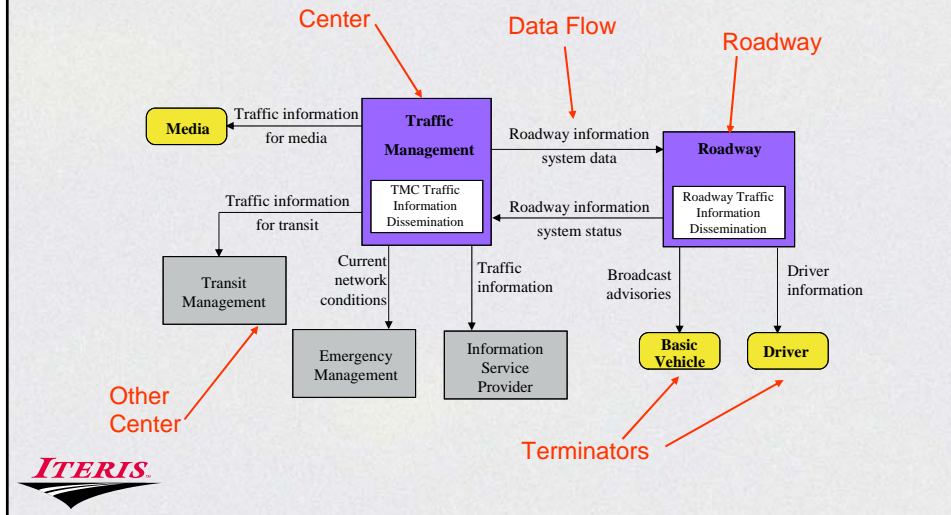 Center
Data Flow
Roadway
Media
Traffic information
for media
Traffic
Management
TMC Traffic
Information
Dissemination
Roadway information
system data
Roadway information
system status
Roadway
Roadway Traffic
Information
Dissemination
Traffic information
for transit
Transit
Management
Current
network
conditions
Traffic
information
Broadcast
advisories
Driver
information
Emergency
Management
Information
Service
Provider
Basic
Vehicle
Driver
Other
Center
Terminators
ITERIS